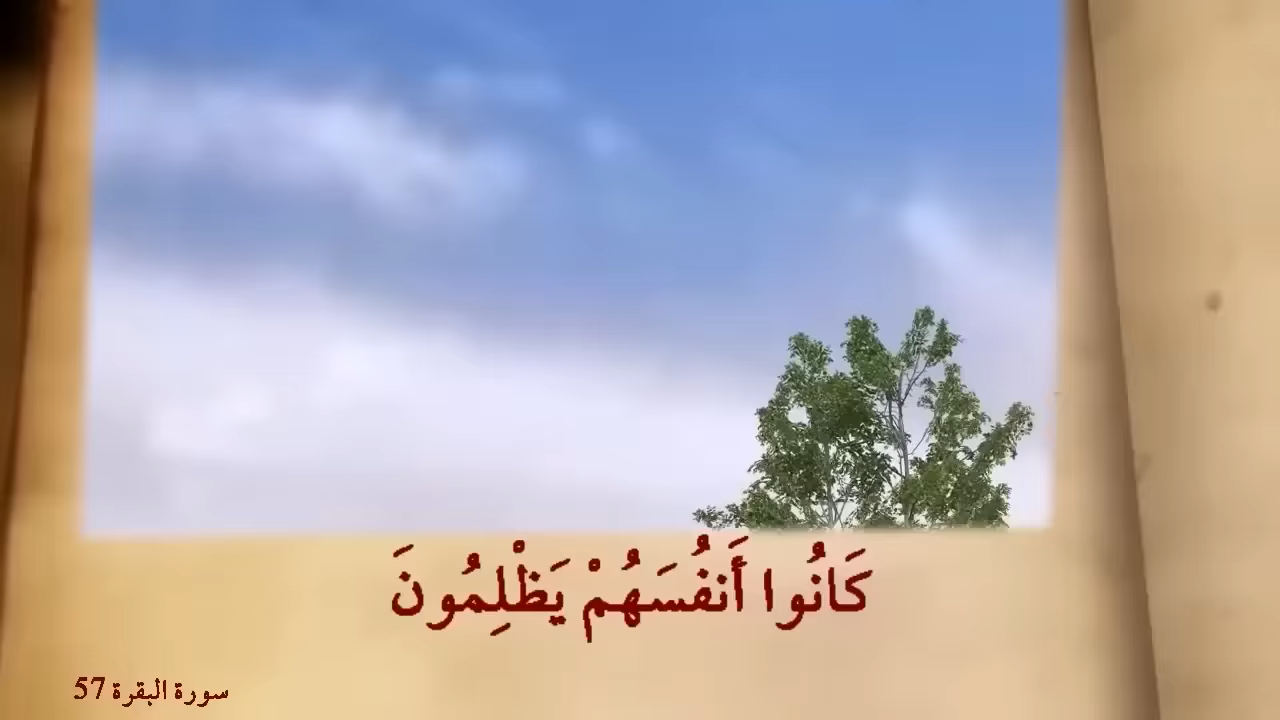 كَانُوا أَنفُسَهُمْ يَظْلِمُونَ
سورة البقرة 57